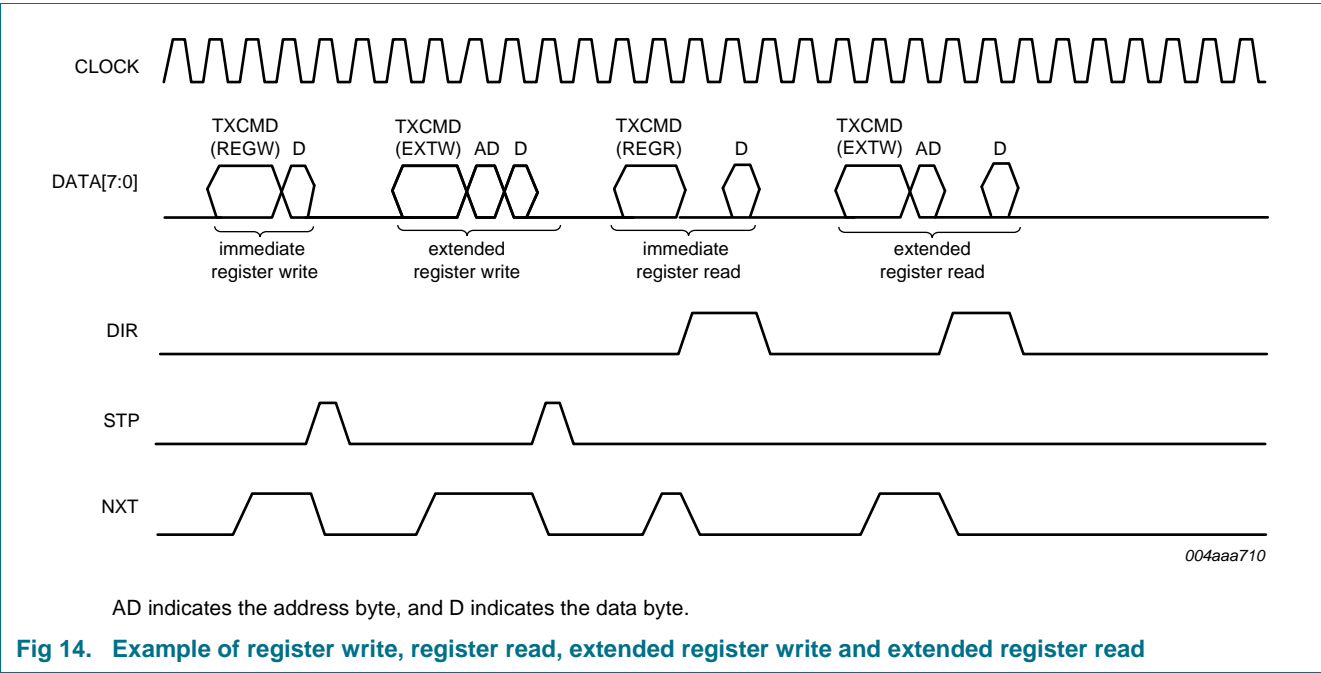 CLOCK
TXCMD TXCMD TXCMD TXCMD
(REGW) D (EXTW) AD D (REGR) D (EXTW) AD D
DATA[7:0]
immediate extended immediate extended
register write register write register read register read
DIR
STP
NXT
004aaa710
AD indicates the address byte, and D indicates the data byte.
Fig 14. Example of register write, register read, extended register write and extended register read